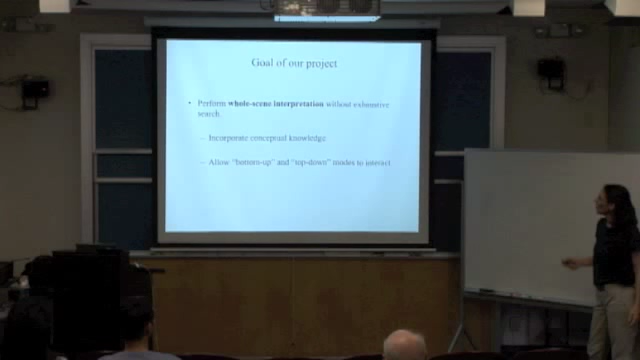 Goal of our project
• Perform whole-scene interpretation without exhaustive
search.
– Incorporate conceptual knowledge
– Allow “bottom-up” and “top-down” modes to interact